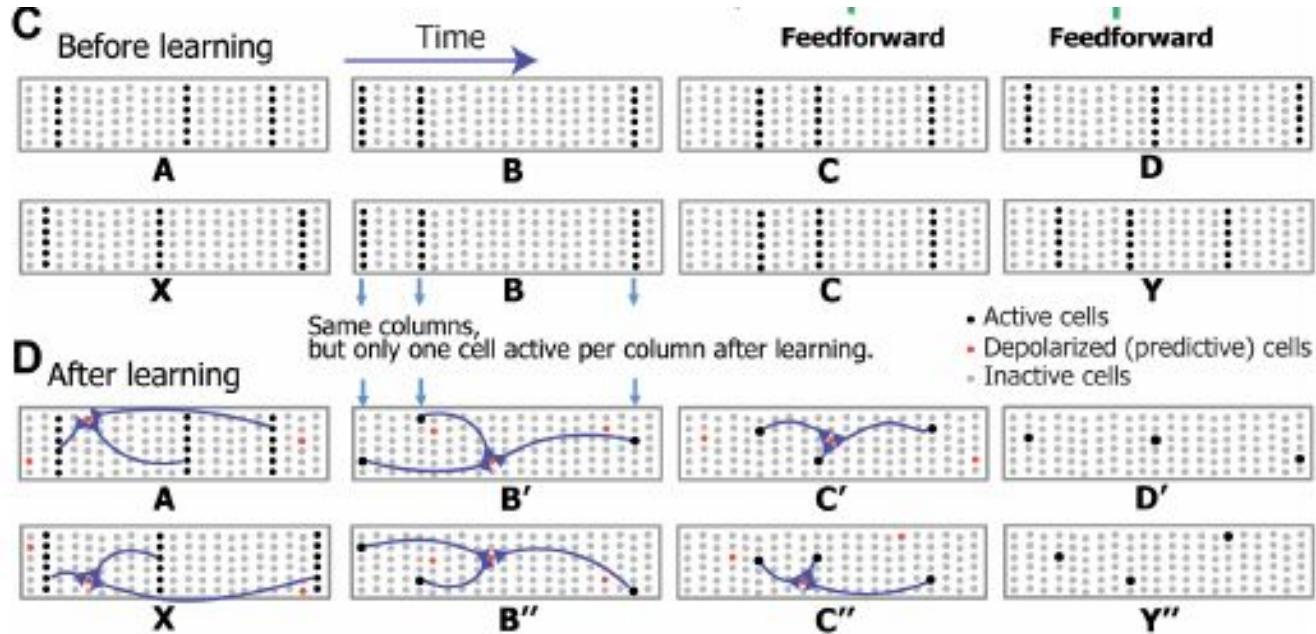 C
Before learning
Time
Feedforward
Feedforward
A
B
C
D
X
B
C
Y
Same columns,
but only one cell active per column after learning.
Active cells
Depolarized (predictive) cells
Inactive cells
D
After learning
A
B′
C′
D′
X
B″
C″
Y″